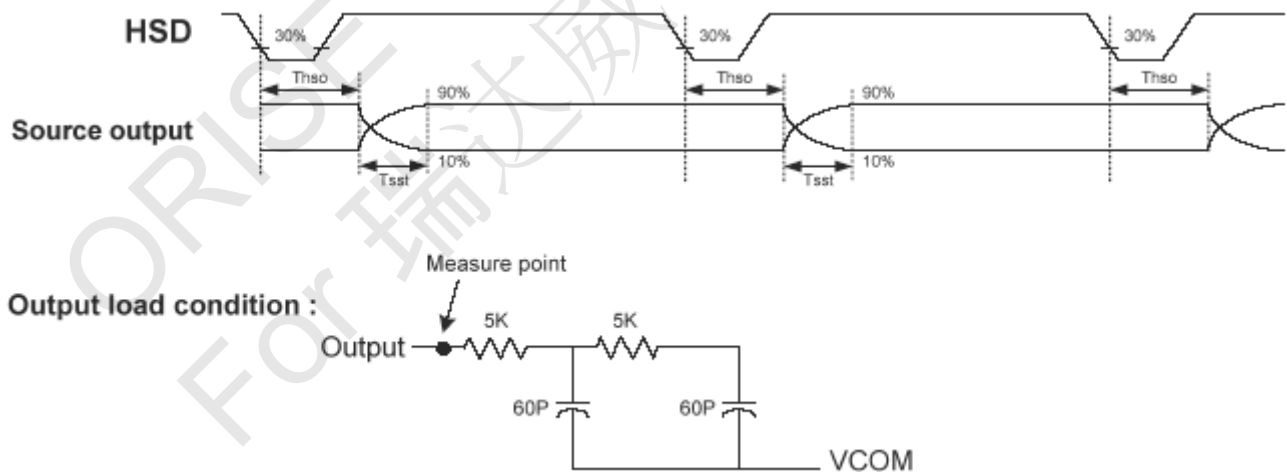 HSD
30%
30%
30%
Thso
Thso
Thso
90%
90%
Source output
10%
10%
Tsst
Tsst
Measure point
Output load condition :
5K
5K
Output
60P
60P
VCOM
ORISE
For 瑞达威